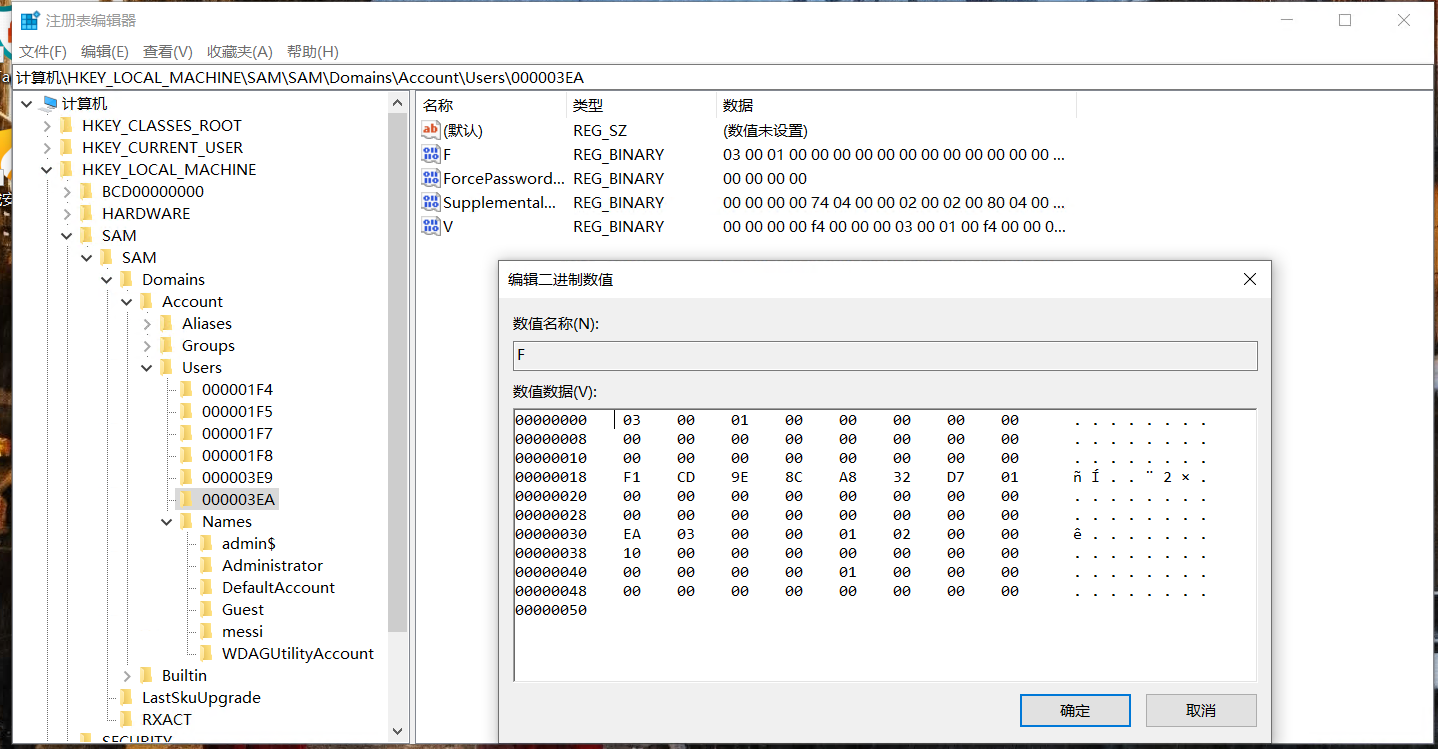 注册表编辑器
文件(F) 编辑(E) 查看(V) 收藏夹(A) 帮助(H)
计算机\HKEY_LOCAL_MACHINE\SAM\SAM\Domains\Account\Users\000003EA
计算机
HKEY_CLASSES_ROOT
HKEY_CURRENT_USER
HKEY_LOCAL_MACHINE
BCD00000000
HARDWARE
SAM
SAM
Domains
Account
Aliases
Groups
Users
000001F4
000001F5
000001F7
000001F8
000003E9
000003EA
Names
admin$
Administrator
DefaultAccount
Guest
messi
WDAGUtilityAccount
Builtin
LastSkuUpgrade
RXACT
SECURITY
名称 类型 数据
(默认) REG_SZ (数值未设置)
F REG_BINARY 03 00 01 00 00 00 00 00 00 00 00 00 00 00 00 ...
ForcePassword... REG_BINARY 00 00 00 00
Supplemental... REG_BINARY 00 00 00 00 74 04 00 00 02 00 02 00 80 04 00 ...
V REG_BINARY 00 00 00 00 f4 00 00 00 03 00 01 00 f4 00 00 0...
编辑二进制数值
数值名称(N):
F
数值数据(V):
00000000 03 00 01 00 00 00 00 00 . . . . . . . .
00000008 00 00 00 00 00 00 00 00 . . . . . . . .
00000010 00 00 00 00 00 00 00 00 . . . . . . . .
00000018 F1 CD 9E 8C A8 32 D7 01 ñ Í . . ¨ 2 × .
00000020 00 00 00 00 00 00 00 00 . . . . . . . .
00000028 00 00 00 00 00 00 00 00 . . . . . . . .
00000030 EA 03 00 00 01 02 00 00 ê . . . . . . .
00000038 10 00 00 00 00 00 00 00 . . . . . . . .
00000040 00 00 00 00 01 00 00 00 . . . . . . . .
00000048 00 00 00 00 00 00 00 00 . . . . . . . .
00000050
确定 取消